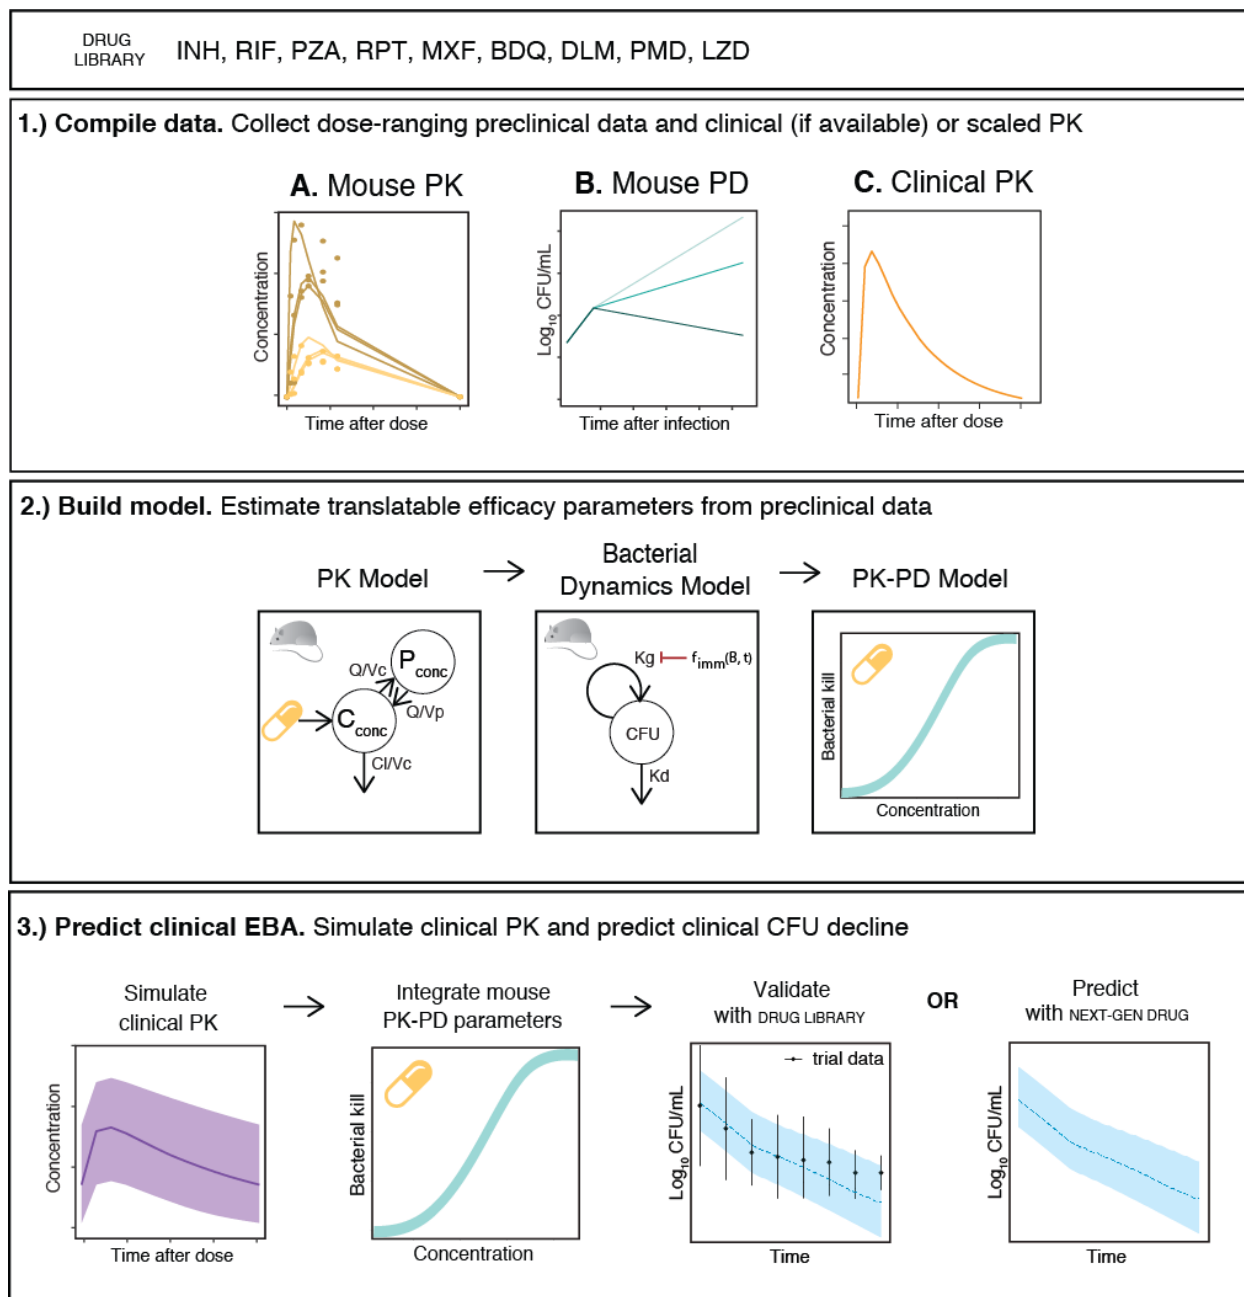 DRUG
LIBRARY
INH, RIF, PZA, RPT, MXF, BDQ, DLM, PMD, LZD
1.) Compile data. Collect dose-ranging preclinical data and clinical (if available) or scaled PK
A. Mouse PK
Concentration
Time after dose
B. Mouse PD
Log10 CFU/mL
Time after infection
C. Clinical PK
Concentration
Time after dose
2.) Build model. Estimate translatable efficacy parameters from preclinical data
PK Model
Q/Vc
Pconc
Q/Vp
Cconc
Cl/Vc
Bacterial
Dynamics Model
Kg
fimm(B, t)
CFU
Kd
PK-PD Model
Bacterial kill
Concentration
3.) Predict clinical EBA. Simulate clinical PK and predict clinical CFU decline
Simulate
clinical PK
Concentration
Time after dose
Integrate mouse
PK-PD parameters
Bacterial kill
Concentration
Validate
with DRUG LIBRARY
trial data
Log10 CFU/mL
Time
OR
Predict
with NEXT-GEN DRUG
Log10 CFU/mL
Time